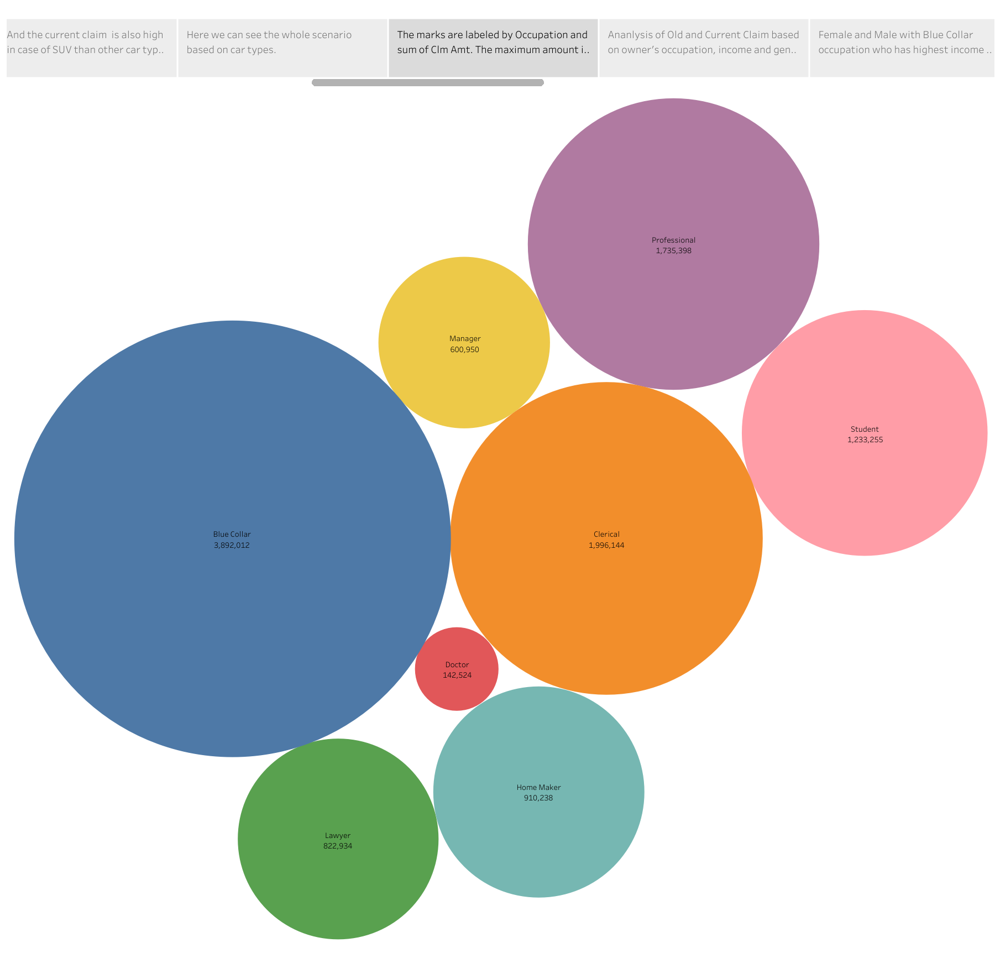 And the current claim  is also high
in case of SUV than other car typ..
Here we can see the whole scenario
based on car types.
The marks are labeled by Occupation and
sum of Clm Amt. The maximum amount i..
Ananlysis of Old and Current Claim based
on owner's occupation, income and gen..
Female and Male with Blue Collar
occupation who has highest income ..
Professional
1,735,398
Manager
600,950
Student
1,233,255
Blue Collar
3,892,012
Clerical
1,996,144
Doctor
142,524
Home Maker
910,238
Lawyer
822,934